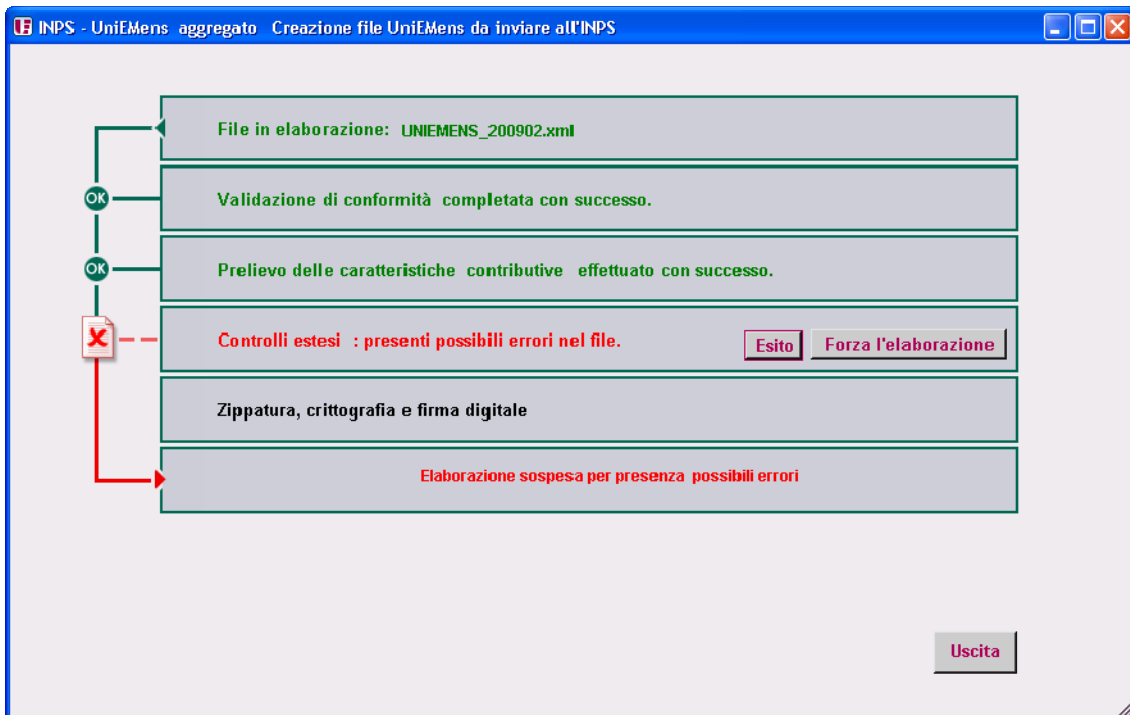 INPS - UniEMens aggregato Creazione file UniEMens da inviare all'INPS
File in elaborazione: UNIEMENS_200902.xml
OK
Validazione di conformità completata con successo.
OK
Prelievo delle caratteristiche contributive effettuato con successo.
Controlli estesi : presenti possibili errori nel file.
Esito
Forza l'elaborazione
Zippatura, crittografia e firma digitale
Elaborazione sospesa per presenza possibili errori
Uscita